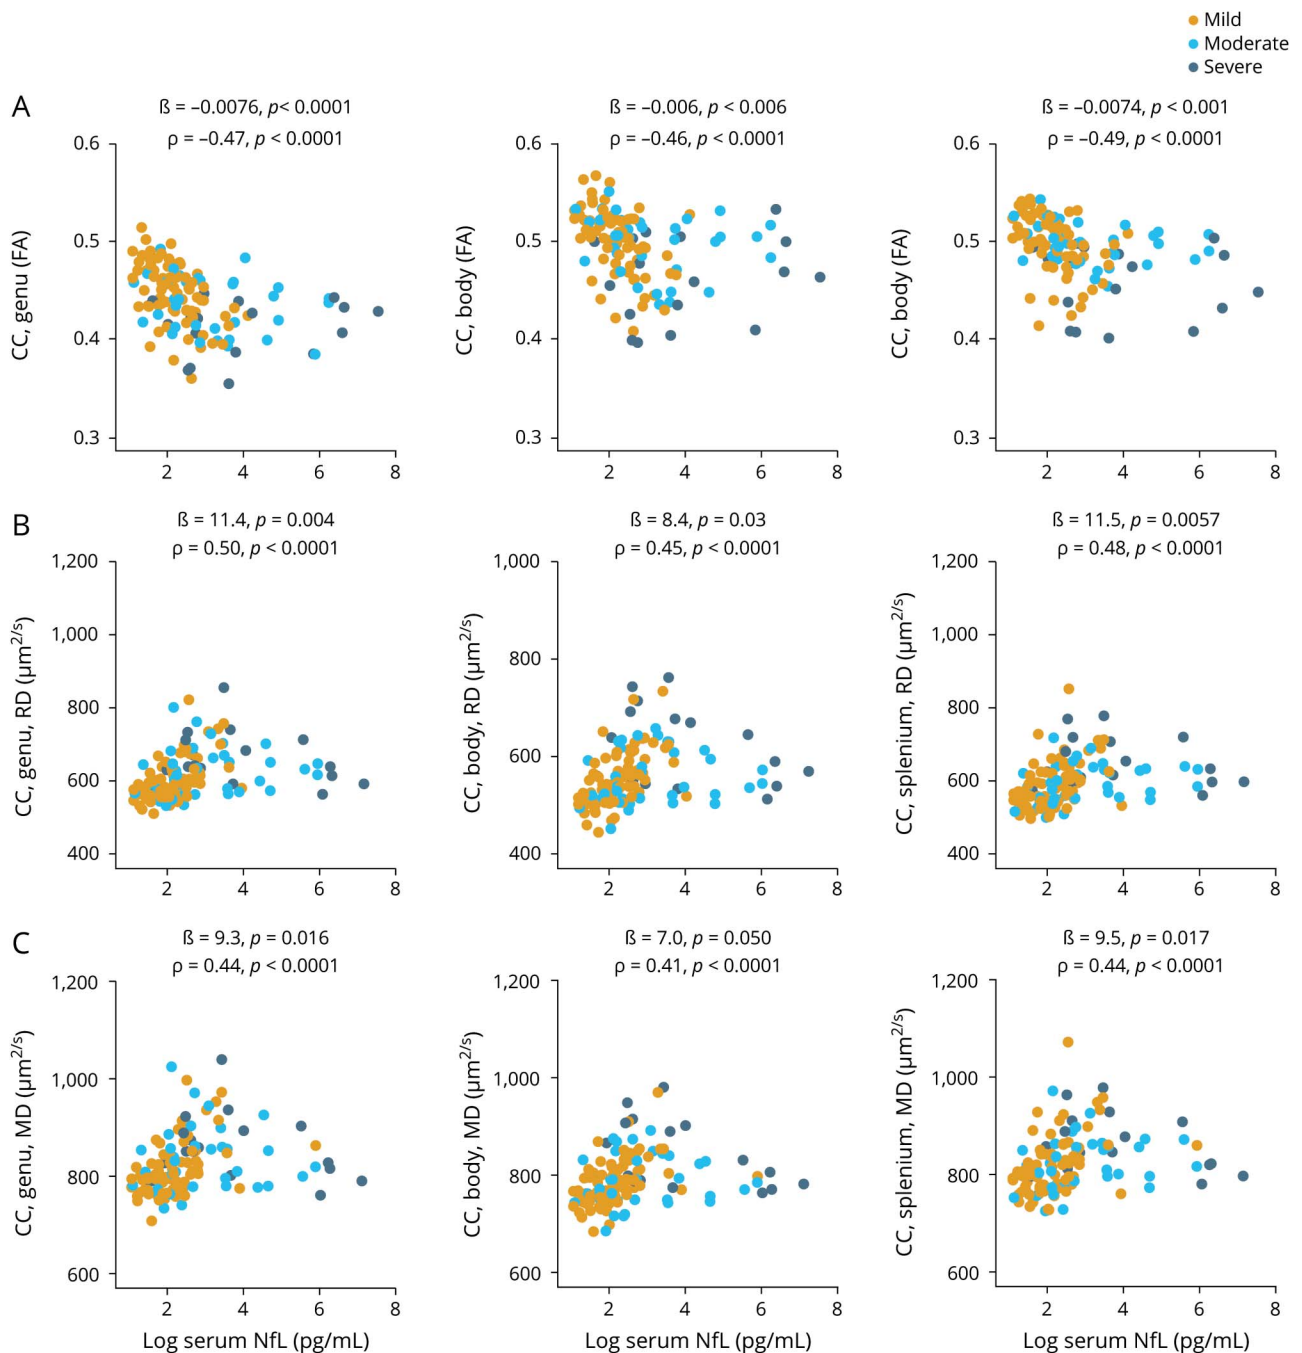 Mild
Moderate
Severe
A
ß = –0.0076, p< 0.0001
ρ = –0.47, p < 0.0001
ß = –0.006, p < 0.006
ρ = –0.46, p < 0.0001
ß = –0.0074, p < 0.001
ρ = –0.49, p < 0.0001
CC, genu (FA)
0.6
0.5
0.4
0.3
2 4 6 8
CC, body (FA)
0.6
0.5
0.4
0.3
2 4 6 8
CC, body (FA)
0.6
0.5
0.4
0.3
2 4 6 8
B
ß = 11.4, p = 0.004
ρ = 0.50, p < 0.0001
ß = 8.4, p = 0.03
ρ = 0.45, p < 0.0001
ß = 11.5, p = 0.0057
ρ = 0.48, p < 0.0001
CC, genu, RD (µm2/s)
1,200
1,000
800
600
400
2 4 6 8
CC, body, RD (µm2/s)
1,000
800
600
400
2 4 6 8
CC, splenium, RD (µm2/s)
1,200
1,000
800
600
400
2 4 6 8
C
ß = 9.3, p = 0.016
ρ = 0.44, p < 0.0001
ß = 7.0, p = 0.050
ρ = 0.41, p < 0.0001
ß = 9.5, p = 0.017
ρ = 0.44, p < 0.0001
CC, genu, MD (µm2/s)
1,200
1,000
800
600
2 4 6 8
Log serum NfL (pg/mL)
CC, body, MD (µm2/s)
1,200
1,000
800
600
2 4 6 8
Log serum NfL (pg/mL)
CC, splenium, MD (µm2/s)
1,200
1,000
800
600
2 4 6 8
Log serum NfL (pg/mL)